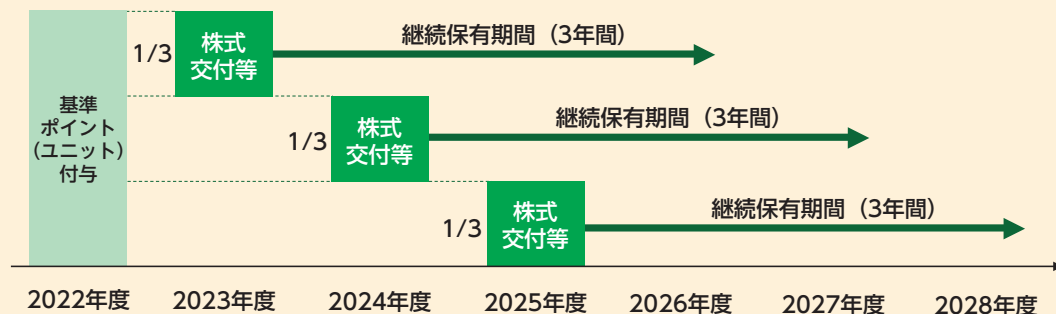 基準
ポイント
(ユニット)
付与
1/3
株式
交付等
継続保有期間（3年間）
1/3
株式
交付等
継続保有期間（3年間）
1/3
株式
交付等
継続保有期間（3年間）
2022年度
2023年度
2024年度
2025年度
2026年度
2027年度
2028年度